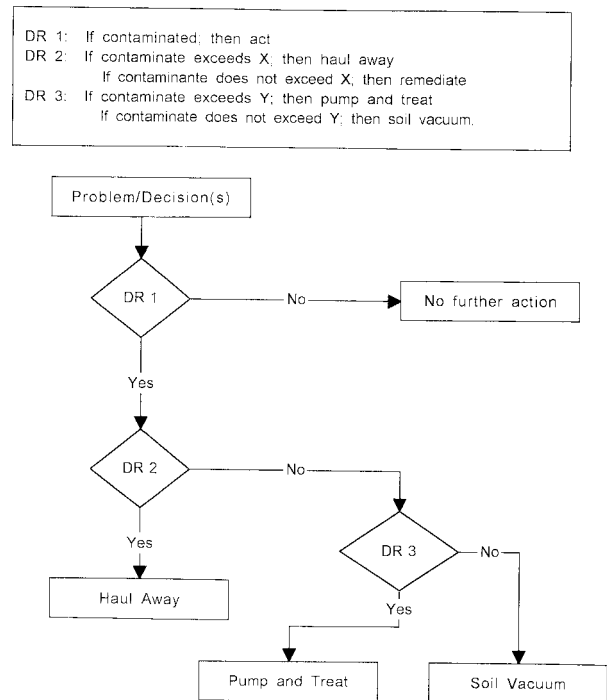 DR 1: If contaminated; then act
DR 2: If contaminate exceeds X; then haul away
If contaminante does not exceed X; then remediate
DR 3: If contaminate exceeds Y; then pump and treat
If contaminate does not exceed Y; then soil vacuum.
Problem/Decision(s)
DR 1
No
No further action
Yes
DR 2
No
Yes
DR 3
No
Haul Away
Yes
Pump and Treat
Soil Vacuum